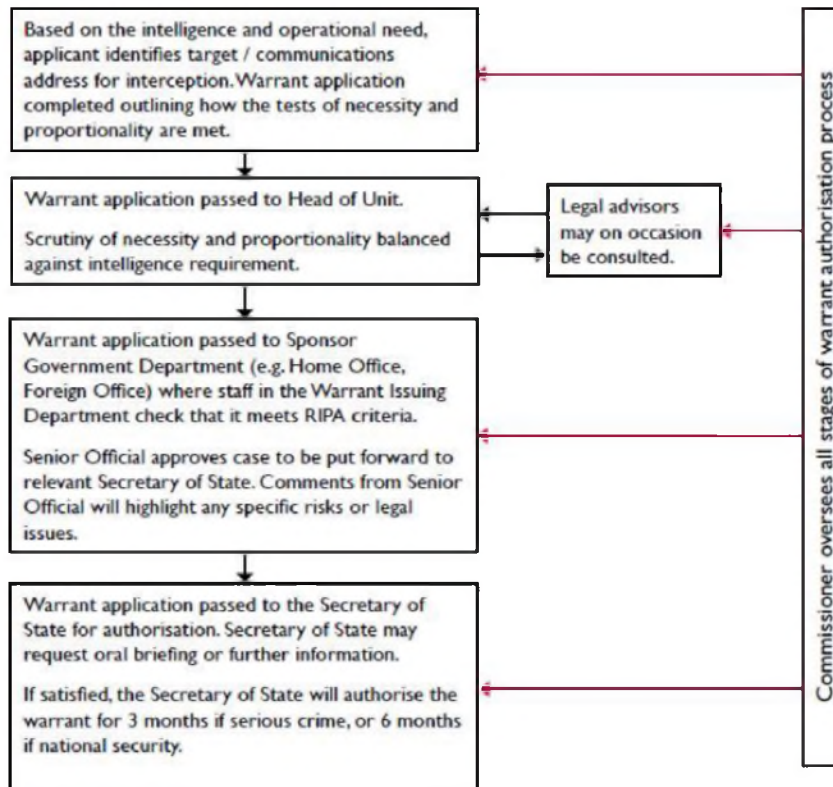 Based on the intelligence and operational need,
applicant identifies target / communications
address for interception. Warrant application
completed outlining how the tests of necessity and
proportionality are met.
Warrant application passed to Head of Unit.
Scrutiny of necessity and proportionality balanced
against intelligence requirement.
Legal advisors
may on occasion
be consulted.
Warrant application passed to Sponsor
Government Department (e.g. Home Office,
Foreign Office) where staff in the Warrant Issuing
Department check that it meets RIPA criteria.
Senior Official approves case to be put forward to
relevant Secretary of State. Comments from Senior
Official will highlight any specific risks or legal
issues.
Warrant application passed to the Secretary of
State for authorisation. Secretary of State may
request oral briefing or further information.
If satisfied, the Secretary of State will authorise the
warrant for 3 months if serious crime, or 6 months
if national security.
Commissioner oversees all stages of warrant authorisation process